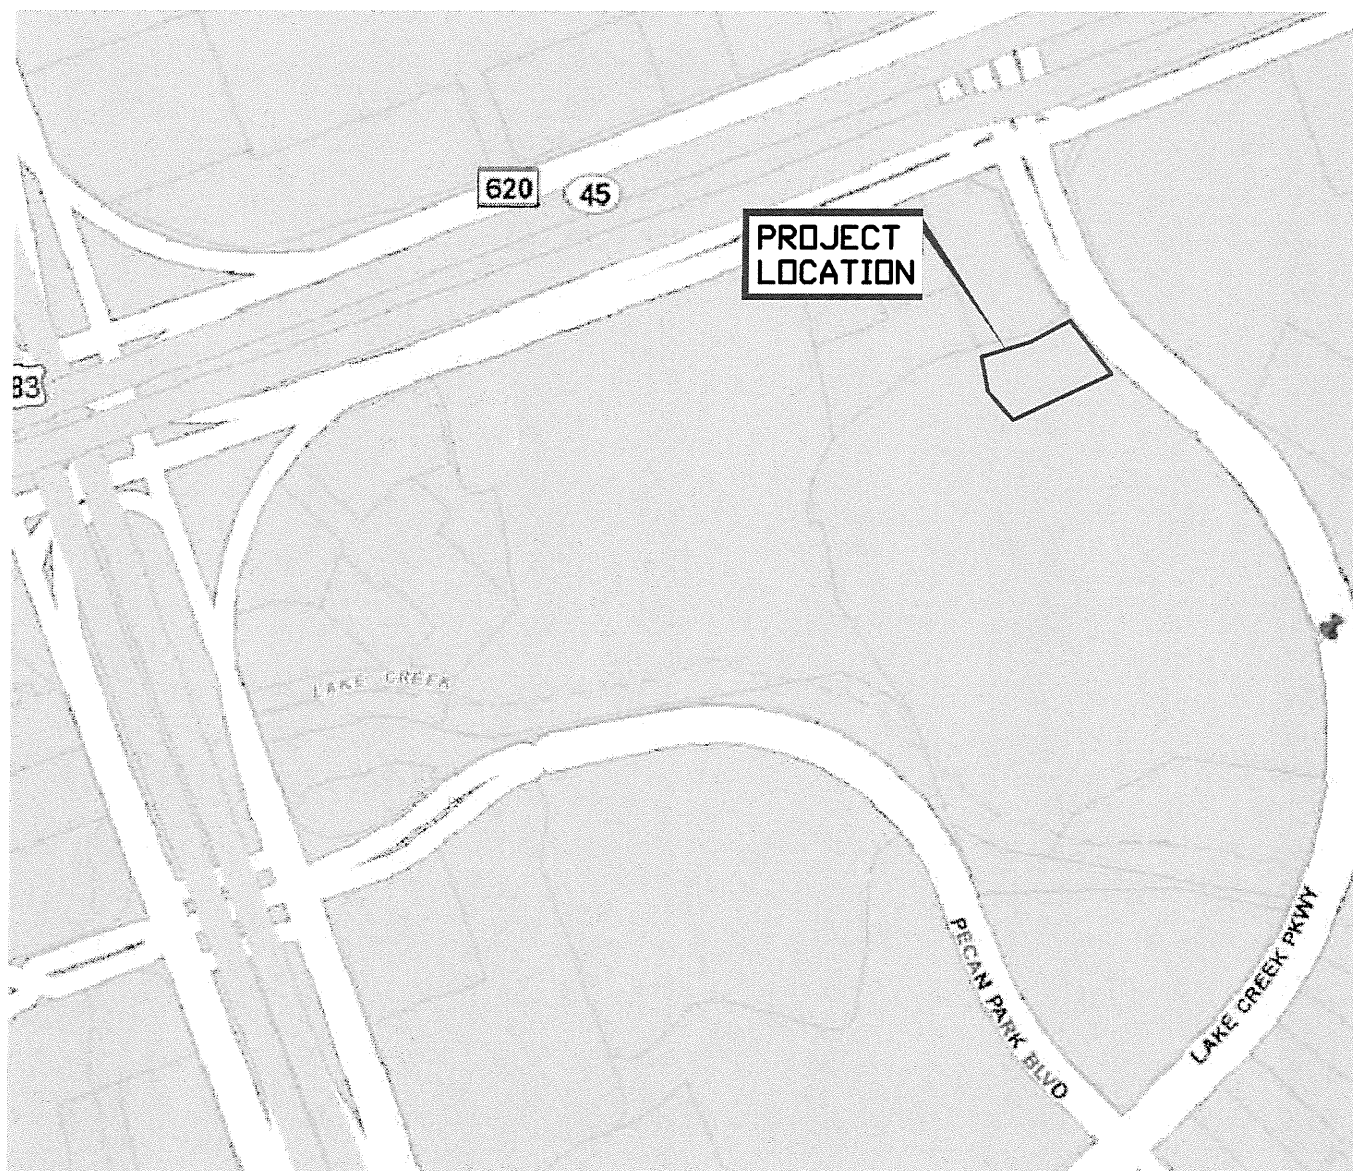 620
45
PROJECT
LOCATION
83
LAKE CREEK
PECAN PARK BLVD
LAKE CREEK PKWY